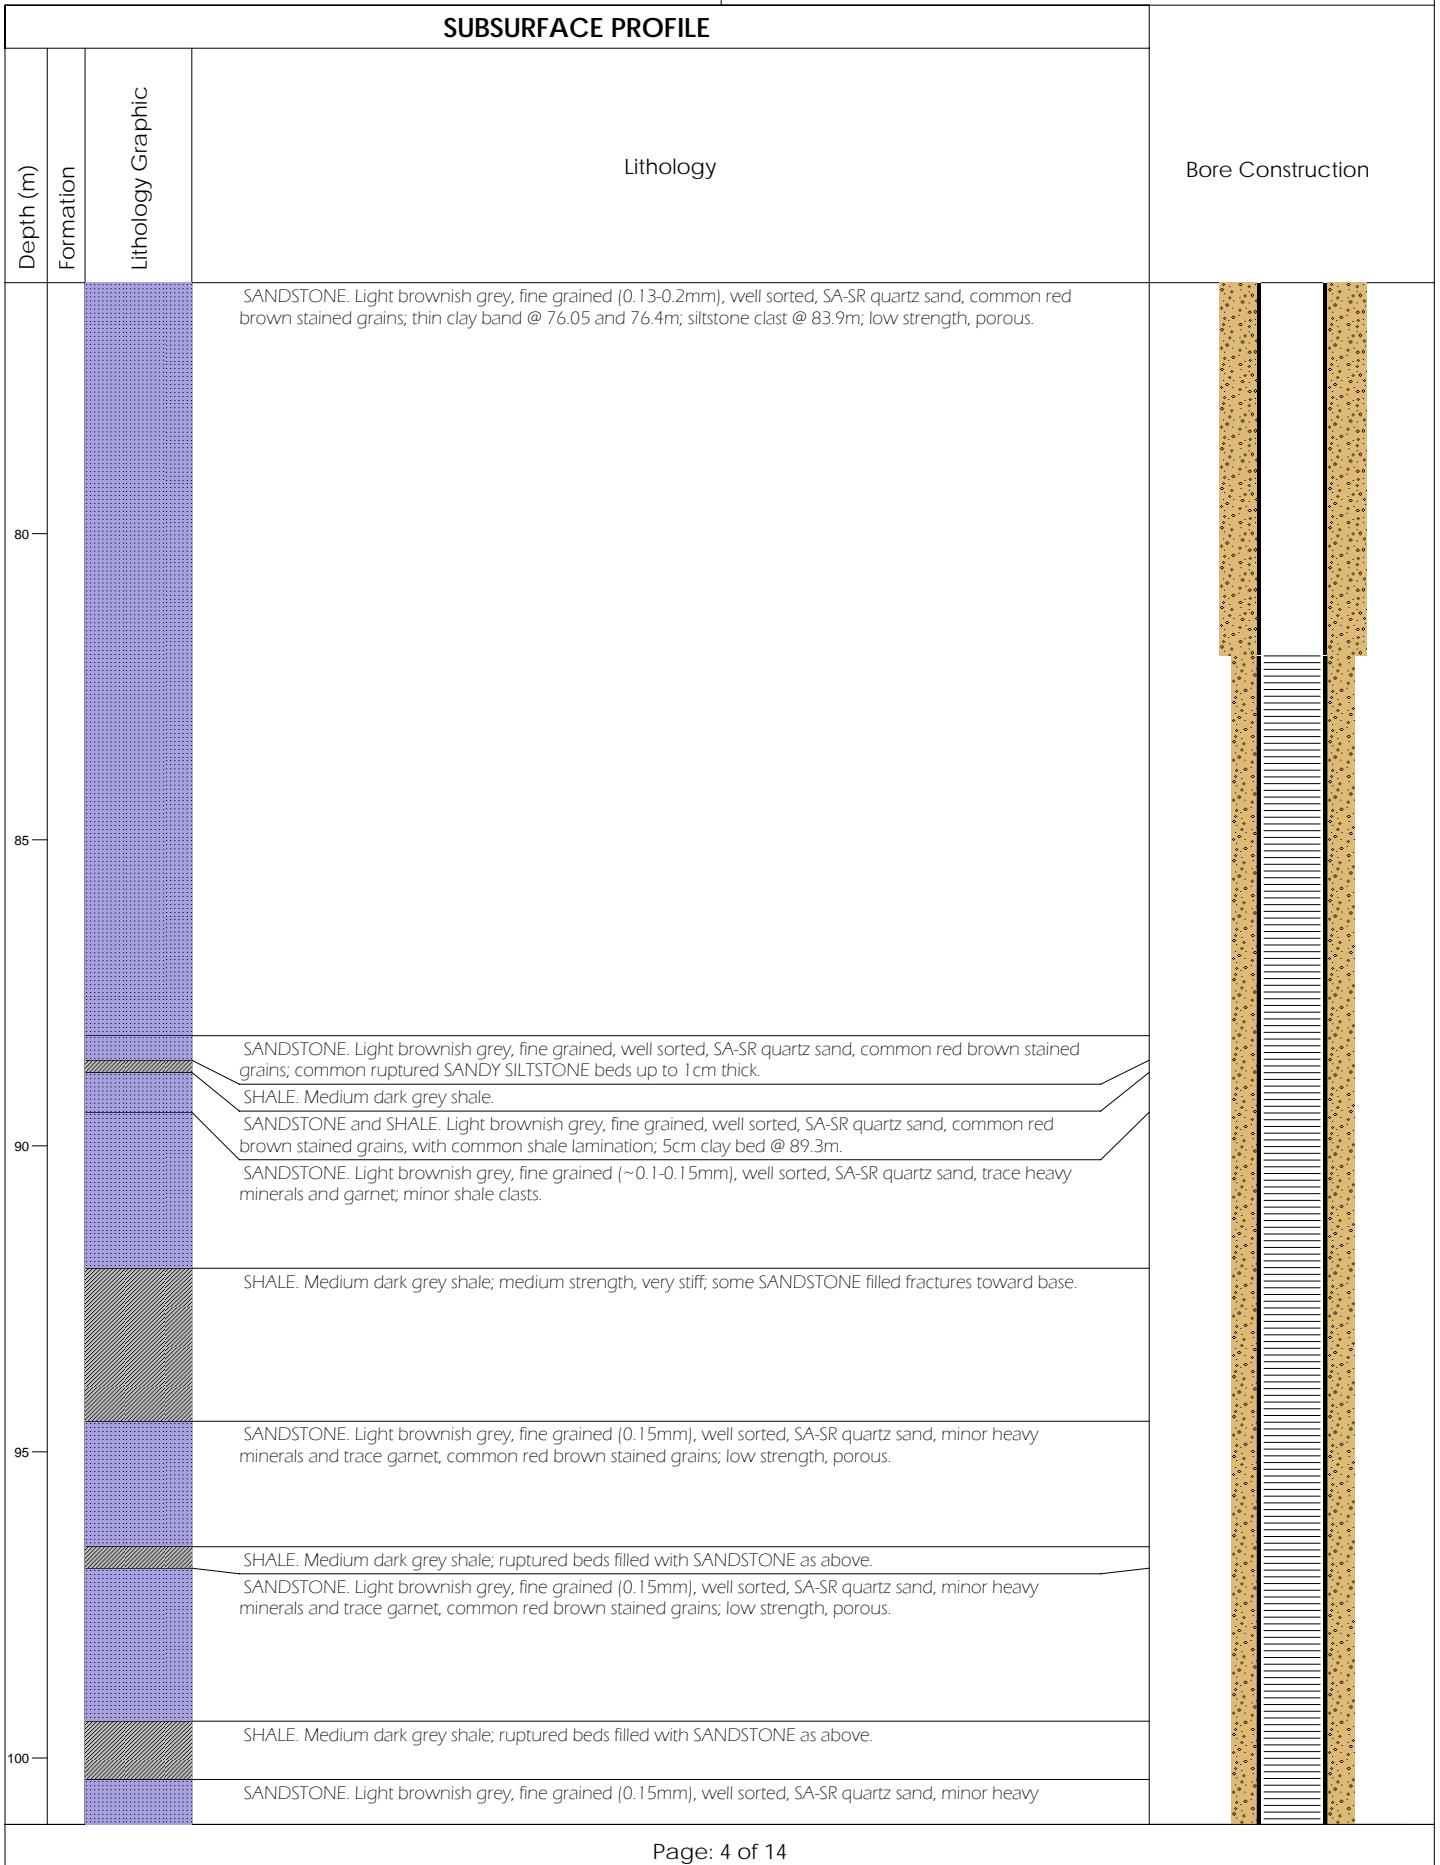 SUBSURFACE PROFILE
Depth (m)
Formation
Lithology Graphic
Lithology
Bore Construction
SANDSTONE. Light brownish grey, fine grained (0.13-0.2mm), well sorted, SA-SR quartz sand, common red
brown stained grains; thin clay band @ 76.05 and 76.4m; siltstone clast @ 83.9m; low strength, porous.
80
85
SANDSTONE. Light brownish grey, fine grained, well sorted, SA-SR quartz sand, common red brown stained
grains; common ruptured SANDY SILTSTONE beds up to 1cm thick.
SHALE. Medium dark grey shale.
SANDSTONE and SHALE. Light brownish grey, fine grained, well sorted, SA-SR quartz sand, common red
brown stained grains, with common shale lamination; 5cm clay bed @ 89.3m.
90
SANDSTONE. Light brownish grey, fine grained (~0.1-0.15mm), well sorted, SA-SR quartz sand, trace heavy
minerals and garnet; minor shale clasts.
SHALE. Medium dark grey shale; medium strength, very stiff; some SANDSTONE filled fractures toward base.
SANDSTONE. Light brownish grey, fine grained (0.15mm), well sorted, SA-SR quartz sand, minor heavy
minerals and trace garnet, common red brown stained grains; low strength, porous.
95
SHALE. Medium dark grey shale; ruptured beds filled with SANDSTONE as above.
SANDSTONE. Light brownish grey, fine grained (0.15mm), well sorted, SA-SR quartz sand, minor heavy
minerals and trace garnet, common red brown stained grains; low strength, porous.
SHALE. Medium dark grey shale; ruptured beds filled with SANDSTONE as above.
100
SANDSTONE. Light brownish grey, fine grained (0.15mm), well sorted, SA-SR quartz sand, minor heavy
Page: 4 of 14